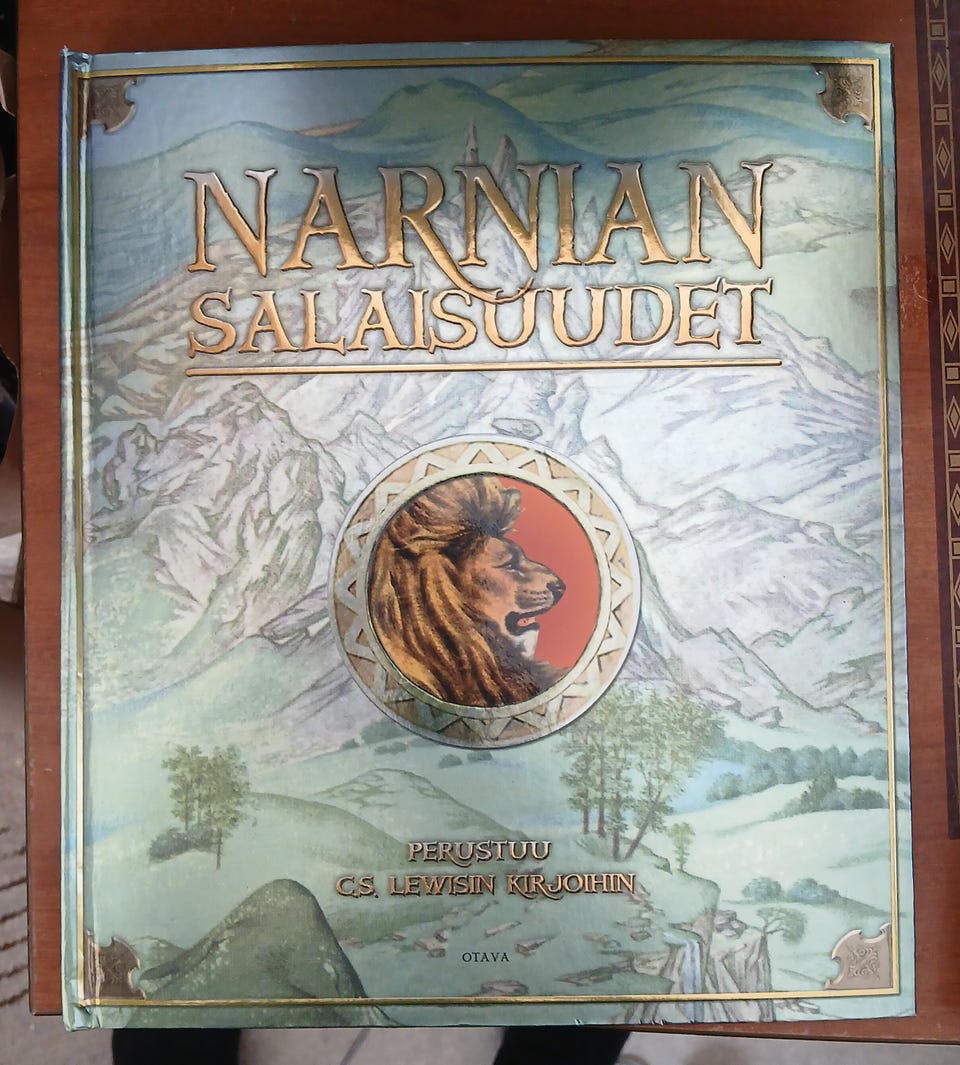 NARNIAN
SALAISUUDET
PERUSTUU
C.S. LEWISIN KIRJOIHIN
OTAVA